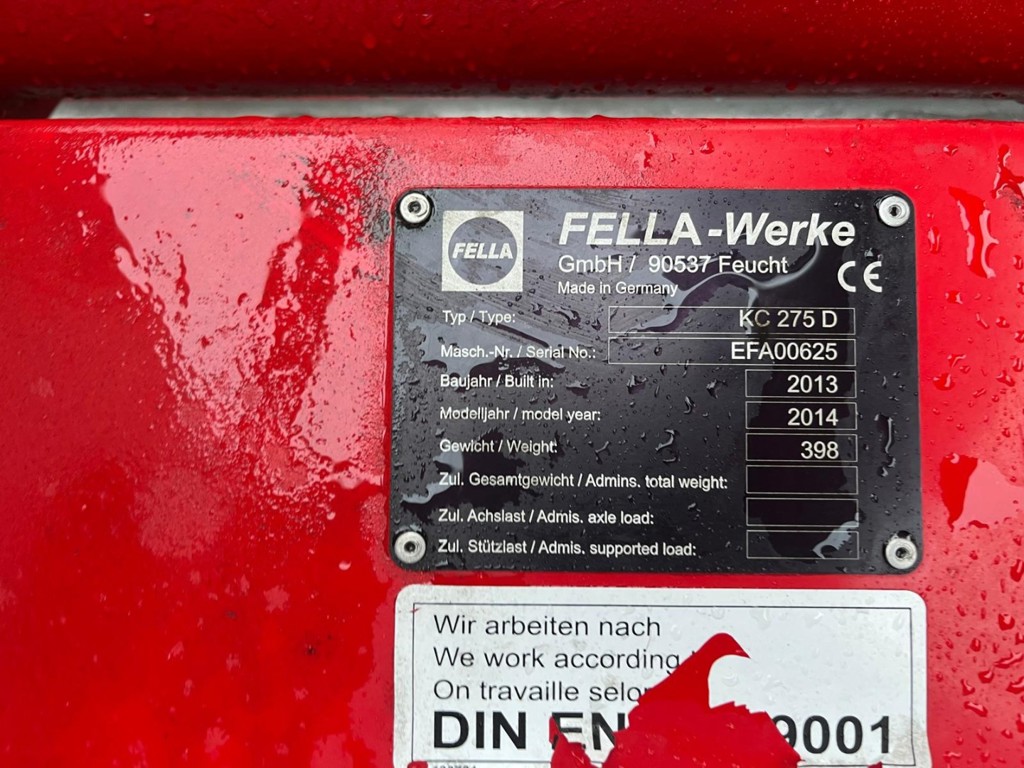 FELLA
FELLA-Werke
GmbH / 90537 Feucht
Made in Germany
CE
Typ / Type: KC 275 D
Masch.-Nr. / Serial No.: EFA00625
Baujahr / Built in: 2013
Modelljahr / model year: 2014
Gewicht / Weight: 398
Zul. Gesamtgewicht / Admins. total weight:
Zul. Achslast / Admis. axle load:
Zul. Stützlast / Admis. supported load:
Wir arbeiten nach
We work according
On travaille selo
DIN EN 9001